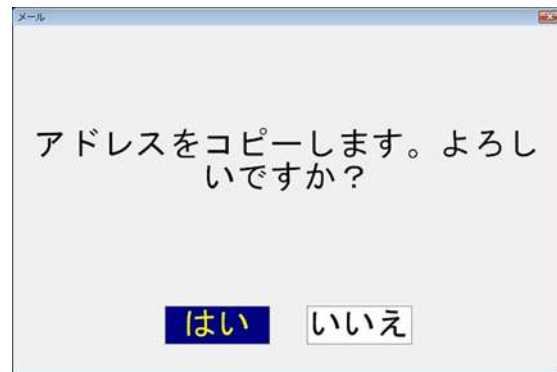 メール
アドレスをコピーします。よろし
いですか？
はい
いいえ